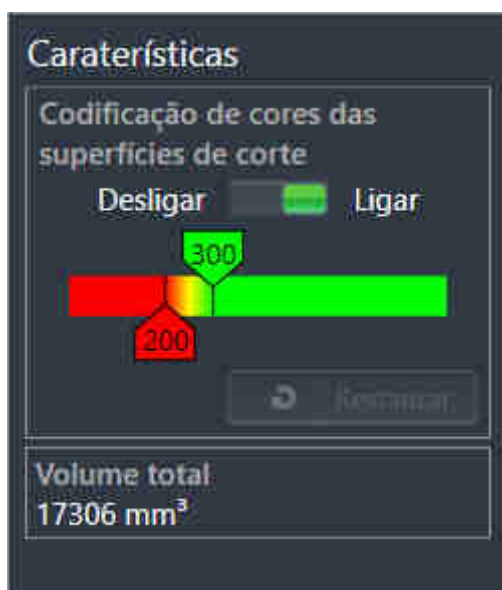 Caraterísticas
Codificação de cores das
superfícies de corte
Desligar Ligar
300
200
Volume total
17306 mm³